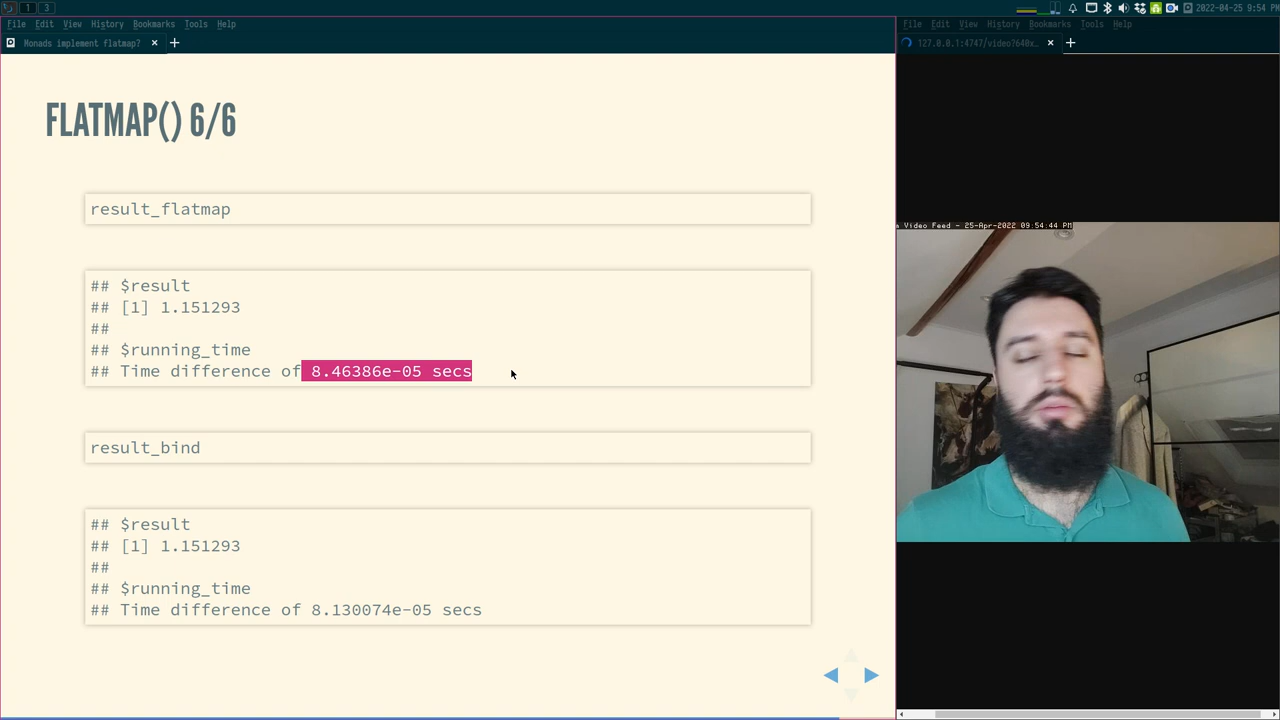 1 3
2022-04-25 9:54 PM
File Edit View History Bookmarks Tools Help
File Edit View History Bookmarks Tools Help
Monads implement flatmap? × +
127.0.0.1:4747/video?640x… × +
FLATMAP() 6/6
result_flatmap
## $result
## [1] 1.151293
##
## $running_time
## Time difference of 8.46386e-05 secs
result_bind
## $result
## [1] 1.151293
##
## $running_time
## Time difference of 8.130074e-05 secs
Video Feed - 25-Apr-2022 09:54:44 PM